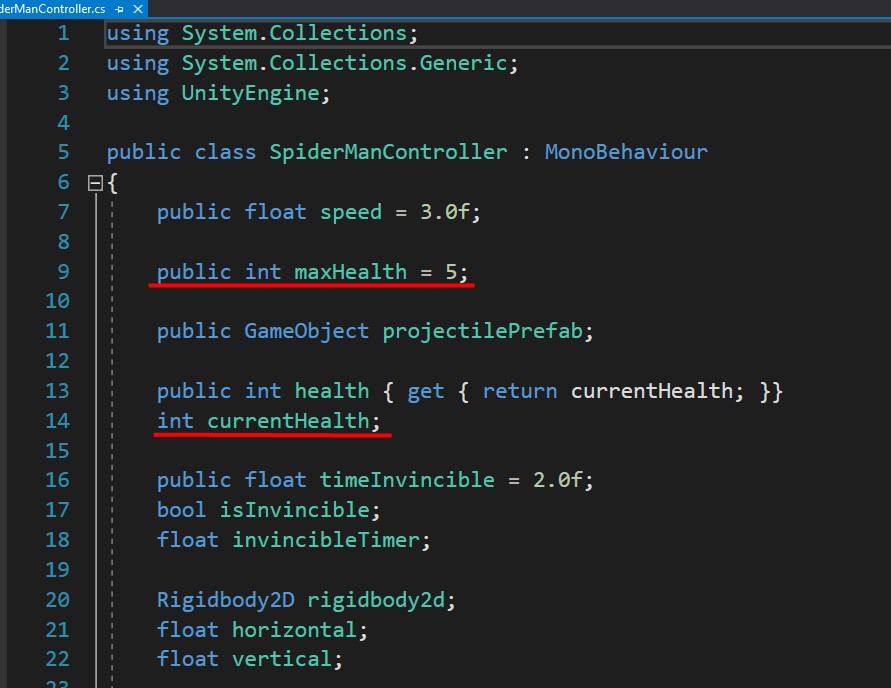 derManController.cs
1 using System.Collections;
2 using System.Collections.Generic;
3 using UnityEngine;
4
5 public class SpiderManController : MonoBehaviour
6 {
7 public float speed = 3.0f;
8
9 public int maxHealth = 5;
10
11 public GameObject projectilePrefab;
12
13 public int health { get { return currentHealth; }}
14 int currentHealth;
15
16 public float timeInvincible = 2.0f;
17 bool isInvincible;
18 float invincibleTimer;
19
20 Rigidbody2D rigidbody2d;
21 float horizontal;
22 float vertical;
23